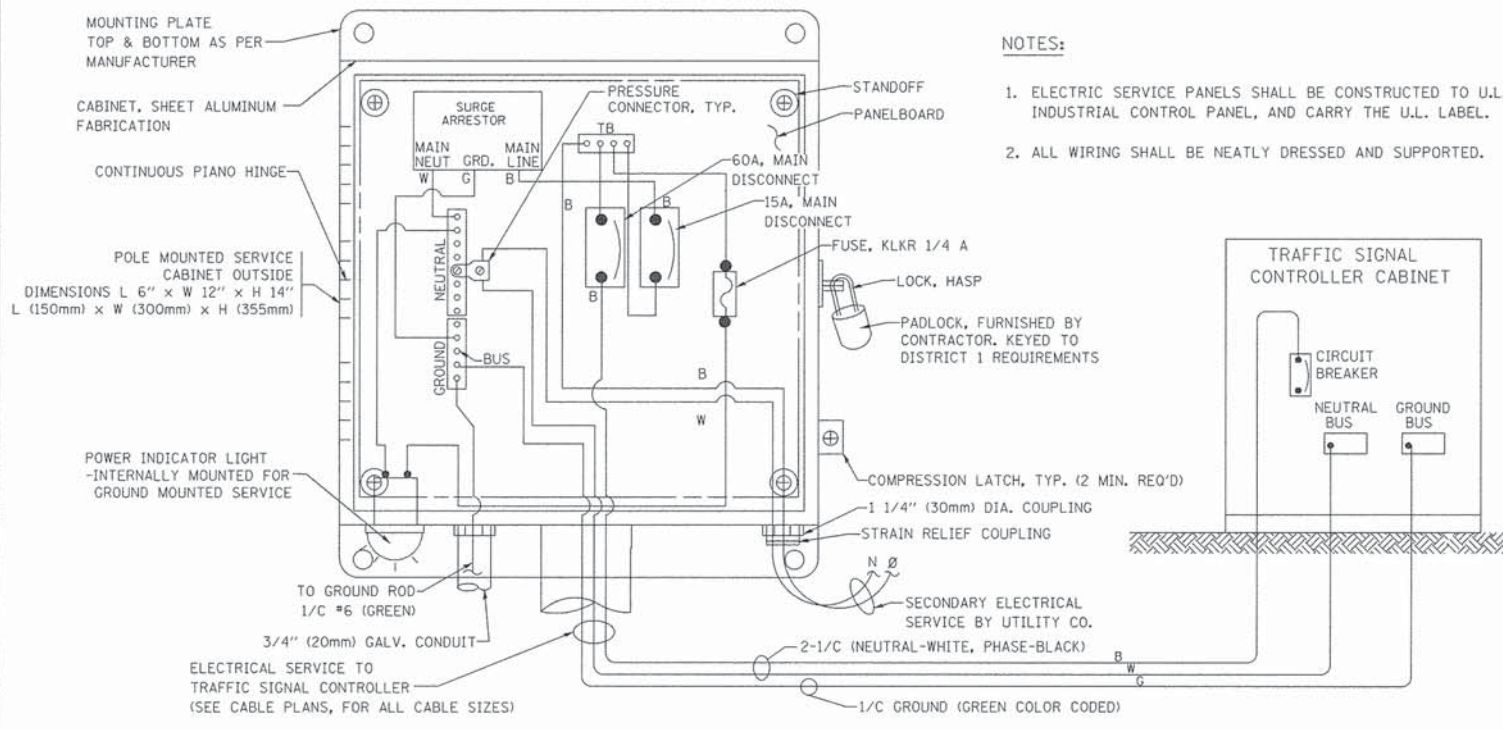 MOUNTING PLATE
TOP & BOTTOM AS PER
MANUFACTURER
CABINET, SHEET ALUMINUM
FABRICATION
CONTINUOUS PIANO HINGE
POLE MOUNTED SERVICE
CABINET OUTSIDE
DIMENSIONS L 6" x W 12" x H 14"
L (150mm) x W (300mm) x H (355mm)
POWER INDICATOR LIGHT
-INTERNALLY MOUNTED FOR
GROUND MOUNTED SERVICE
SURGE
ARRESTOR
MAIN
NEUT
GRD.
MAIN
LINE
W
G
B
PRESSURE
CONNECTOR, TYP.
TB
STANDOFF
PANELBOARD
60A, MAIN
DISCONNECT
15A, MAIN
DISCONNECT
B
B
B
NEUTRAL
GROUND
BUS
FUSE, KLKR 1/4 A
LOCK, HASP
PADLOCK, FURNISHED BY
CONTRACTOR. KEYED TO
DISTRICT 1 REQUIREMENTS
B
W
COMPRESSION LATCH, TYP. (2 MIN. REQ'D)
1 1/4" (30mm) DIA. COUPLING
STRAIN RELIEF COUPLING
N Ø
SECONDARY ELECTRICAL
SERVICE BY UTILITY CO.
TO GROUND ROD
1/C #6 (GREEN)
3/4" (20mm) GALV. CONDUIT
ELECTRICAL SERVICE TO
TRAFFIC SIGNAL CONTROLLER
(SEE CABLE PLANS, FOR ALL CABLE SIZES)
2-1/C (NEUTRAL-WHITE, PHASE-BLACK)
B
W
G
1/C GROUND (GREEN COLOR CODED)
NOTES:
1. ELECTRIC SERVICE PANELS SHALL BE CONSTRUCTED TO U.L.
INDUSTRIAL CONTROL PANEL, AND CARRY THE U.L. LABEL.
2. ALL WIRING SHALL BE NEATLY DRESSED AND SUPPORTED.
TRAFFIC SIGNAL
CONTROLLER CABINET
CIRCUIT
BREAKER
NEUTRAL
BUS
GROUND
BUS